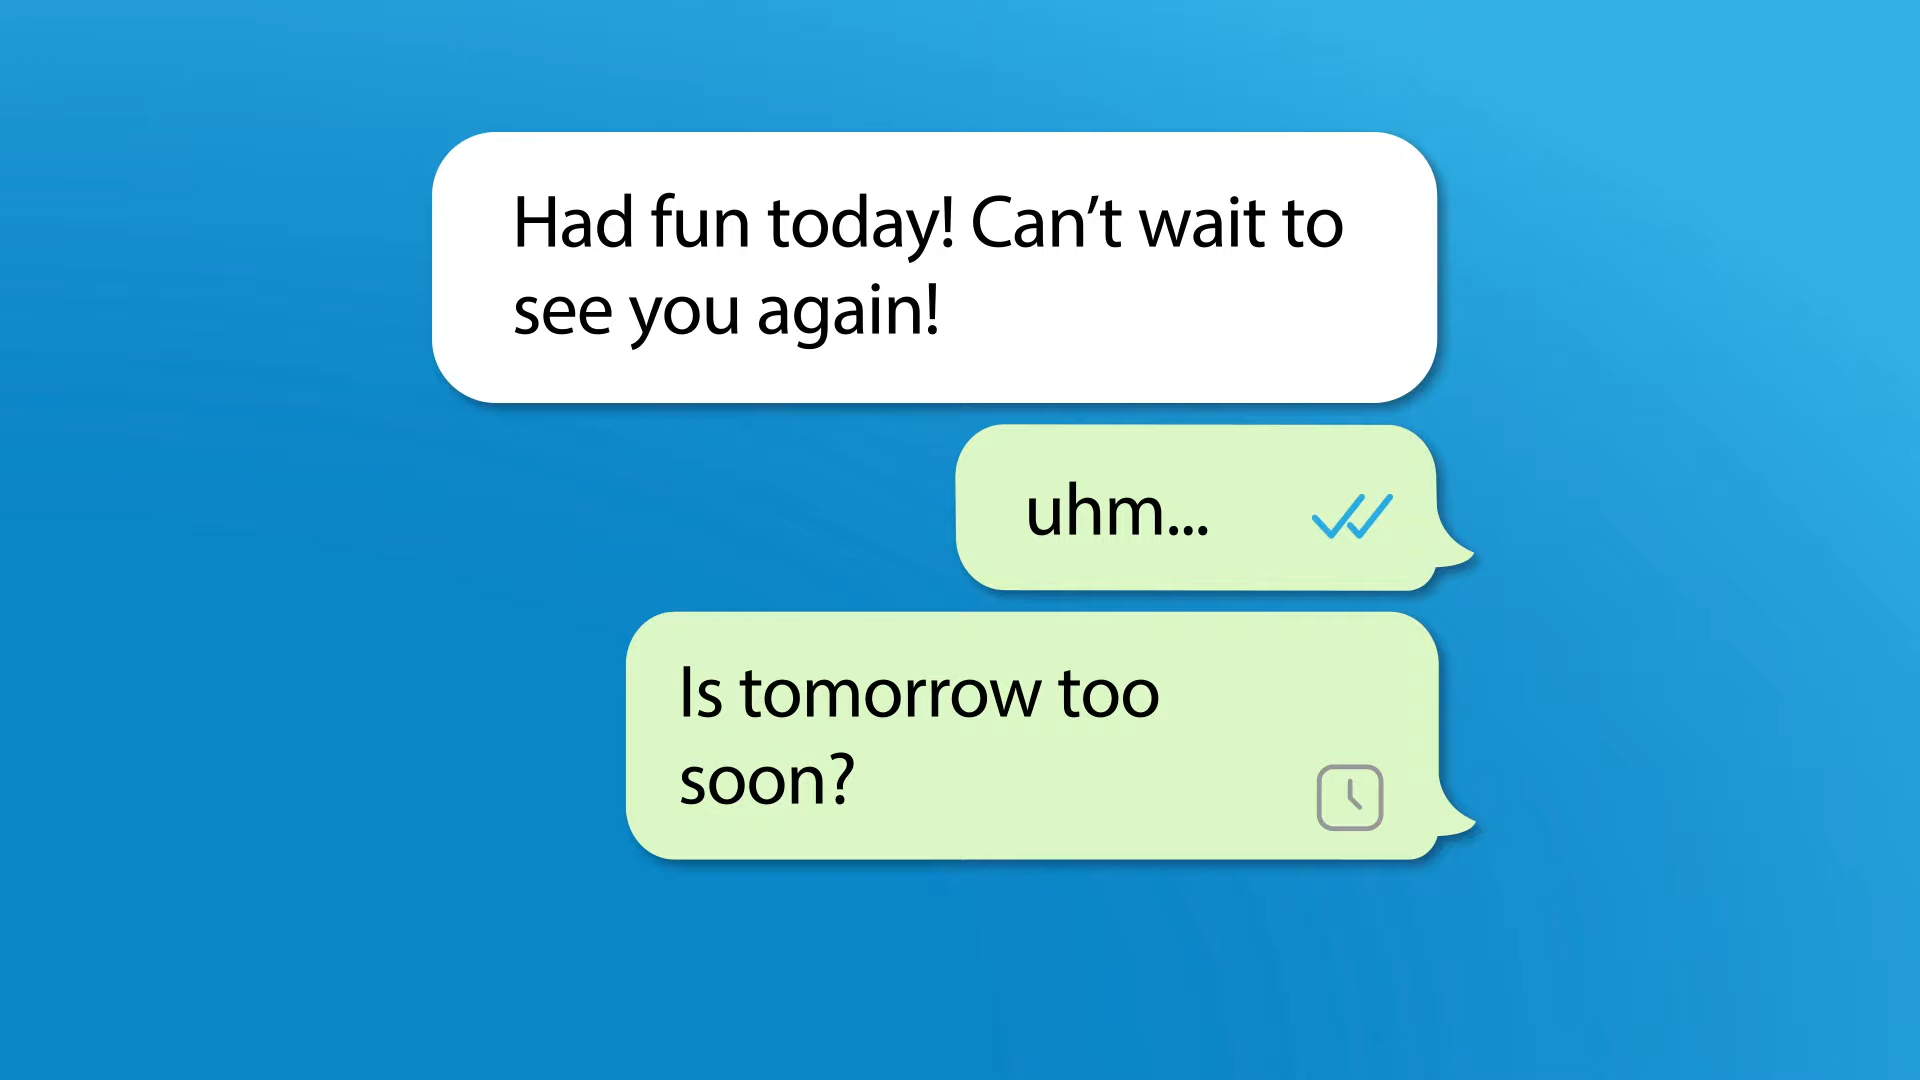 Had fun today! Can’t wait to
see you again!
uhm...
Is tomorrow too
soon?